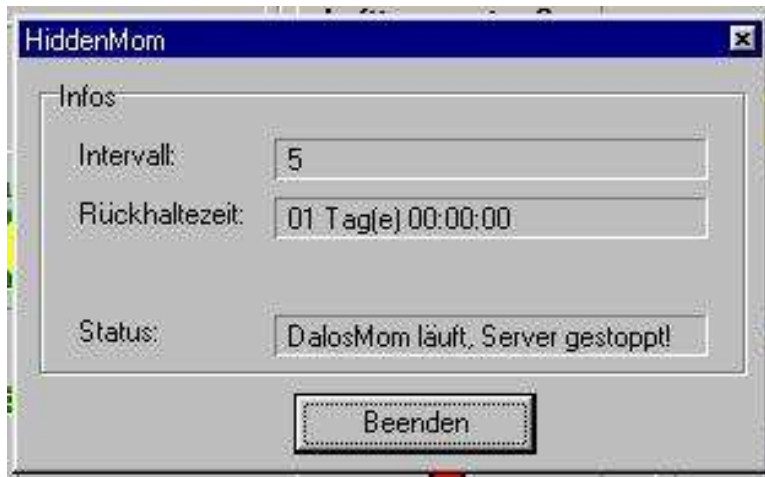 HiddenMom
Infos
Intervall: 5
Rückhaltezeit: 01 Tag(e) 00:00:00
Status: DalosMom läuft, Server gestoppt!
Beenden